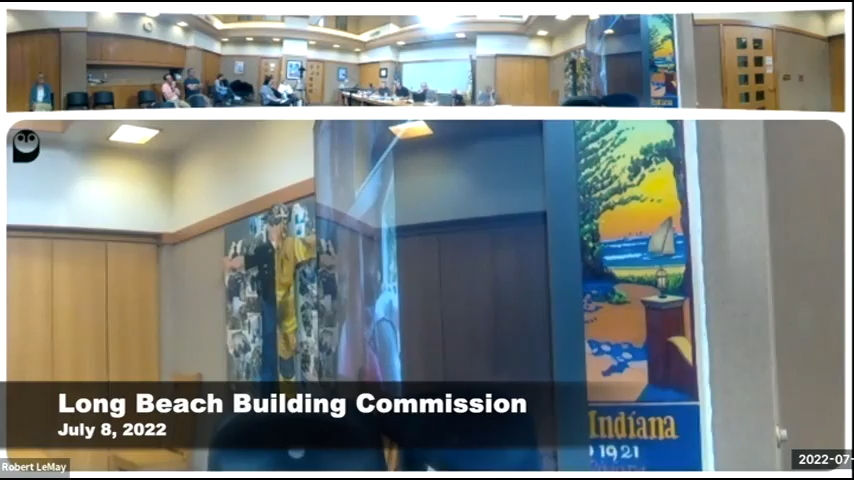 Long Beach Building Commission
July 8, 2022
Indiana
1921
Robert LeMay
2022-07-